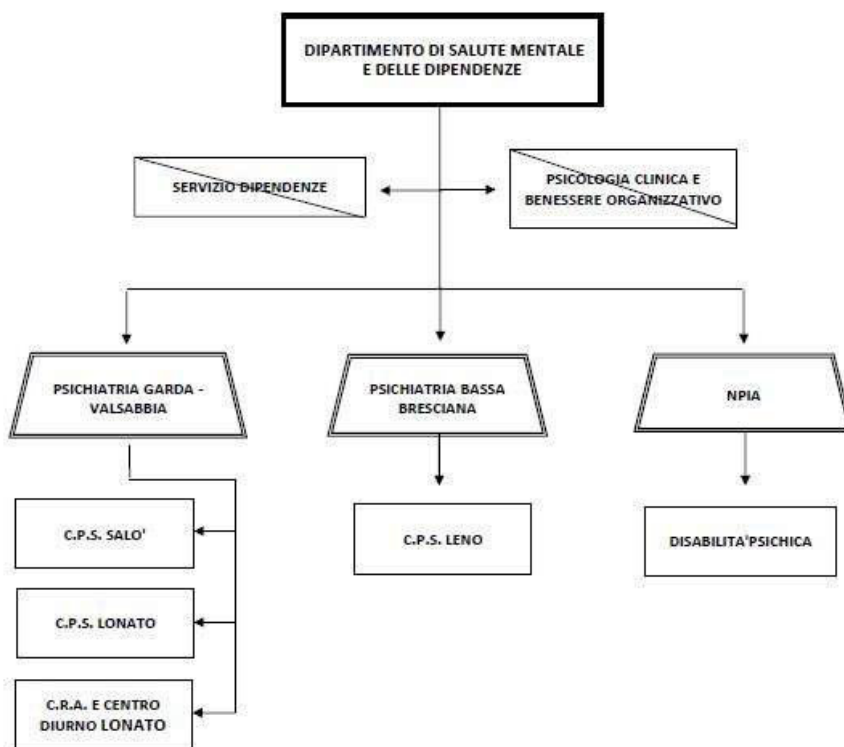 DIPARTIMENTO DI SALUTE MENTALE
E DELLE DIPENDENZE
SERVIZIO DIPENDENZE
PSICOLOGIA CLINICA E
BENESSERE ORGANIZZATIVO
PSICHIATRIA GARDA -
VALSABBIA
PSICHIATRIA BASSA
BRESCIANA
NPIA
C.P.S. SALO'
C.P.S. LENO
DISABILITA'PSICHICA
C.P.S. LONATO
C.R.A. E CENTRO
DIURNO LONATO